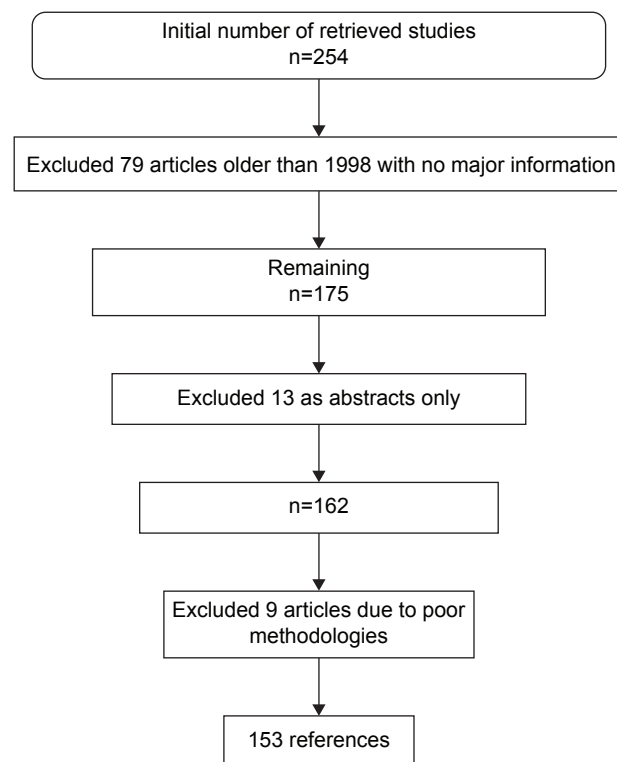 Initial number of retrieved studies
n=254
Excluded 79 articles older than 1998 with no major information
Remaining
n=175
Excluded 13 as abstracts only
n=162
Excluded 9 articles due to poor
methodologies
153 references